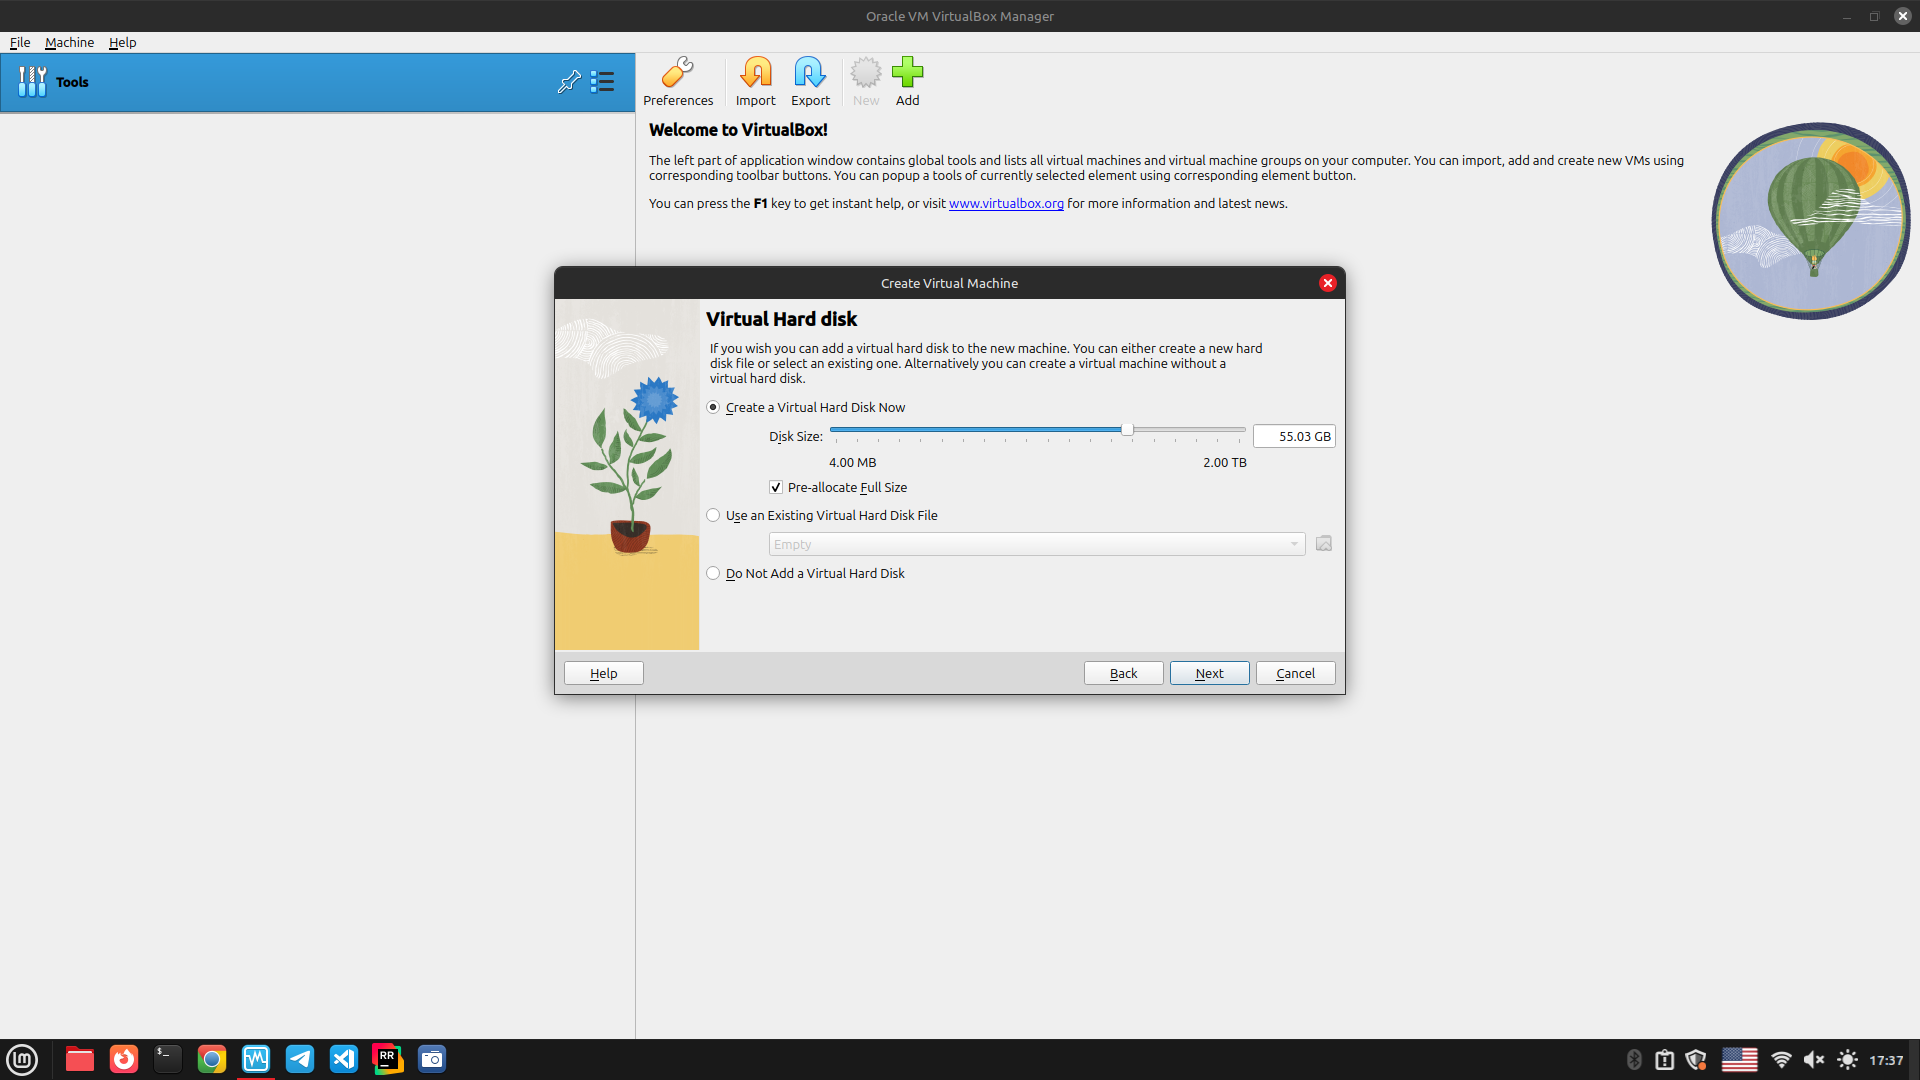 Oracle VM VirtualBox Manager
File Machine Help
Tools
Preferences Import Export New Add
Welcome to VirtualBox!
The left part of application window contains global tools and lists all virtual machines and virtual machine groups on your computer. You can import, add and create new VMs using
corresponding toolbar buttons. You can popup a tools of currently selected element using corresponding element button.
You can press the F1 key to get instant help, or visit www.virtualbox.org for more information and latest news.
Create Virtual Machine
Virtual Hard disk
If you wish you can add a virtual hard disk to the new machine. You can either create a new hard
disk file or select an existing one. Alternatively you can create a virtual machine without a
virtual hard disk.
Create a Virtual Hard Disk Now
Disk Size: 55.03 GB
4.00 MB 2.00 TB
Pre-allocate Full Size
Use an Existing Virtual Hard Disk File
Empty
Do Not Add a Virtual Hard Disk
Help Back Next Cancel
lm $_ RR 17:37